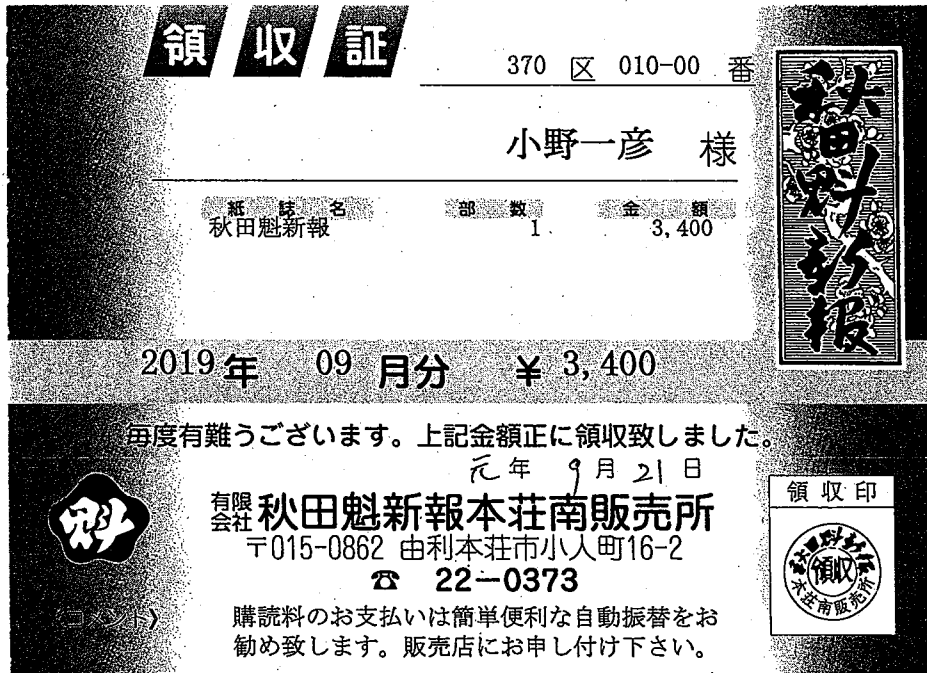 領収証
370 区 010-00 番
小野一彦 様
紙誌名 部数 金額
秋田魁新報 1 3,400
秋田魁新報
2019年 09月分 ¥3,400
毎度有難うございます。上記金額正に領収致しました。
元年 9月21日
有限会社 秋田魁新報本荘南販売所
〒015-0862 由利本荘市小人町16-2
☎ 22-0373
魁
領収印
秋田魁新報
領収
本荘南販売所
コメント》
購読料のお支払いは簡単便利な自動振替をお
勧め致します。販売店にお申し付け下さい。